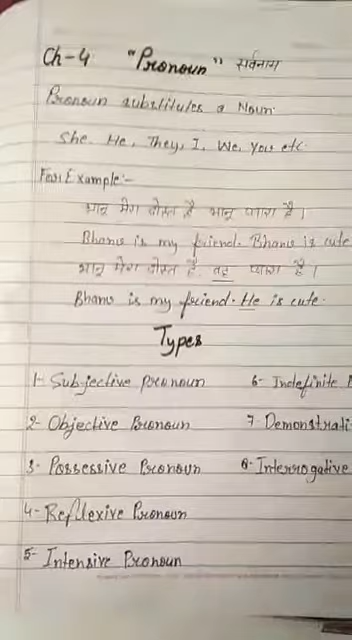 Ch-4 "Pronoun" सर्वनाम
Pronoun substitutes a Noun.
She, He, They, I, We, You etc.
For Example:-
भानू मेरा दोस्त है भानू प्यारा है।
Bhanu is my friend. Bhanu is cute
भानू मेरा दोस्त है. वह प्यारा है।
Bhanu is my friend. He is cute.
Types
1- Subjective pronoun 6- Indefinite
2- Objective Pronoun 7- Demonstrati
3- Possessive Pronoun 8- Interrogative
4- Reflexive Pronoun
5- Intensive Pronoun